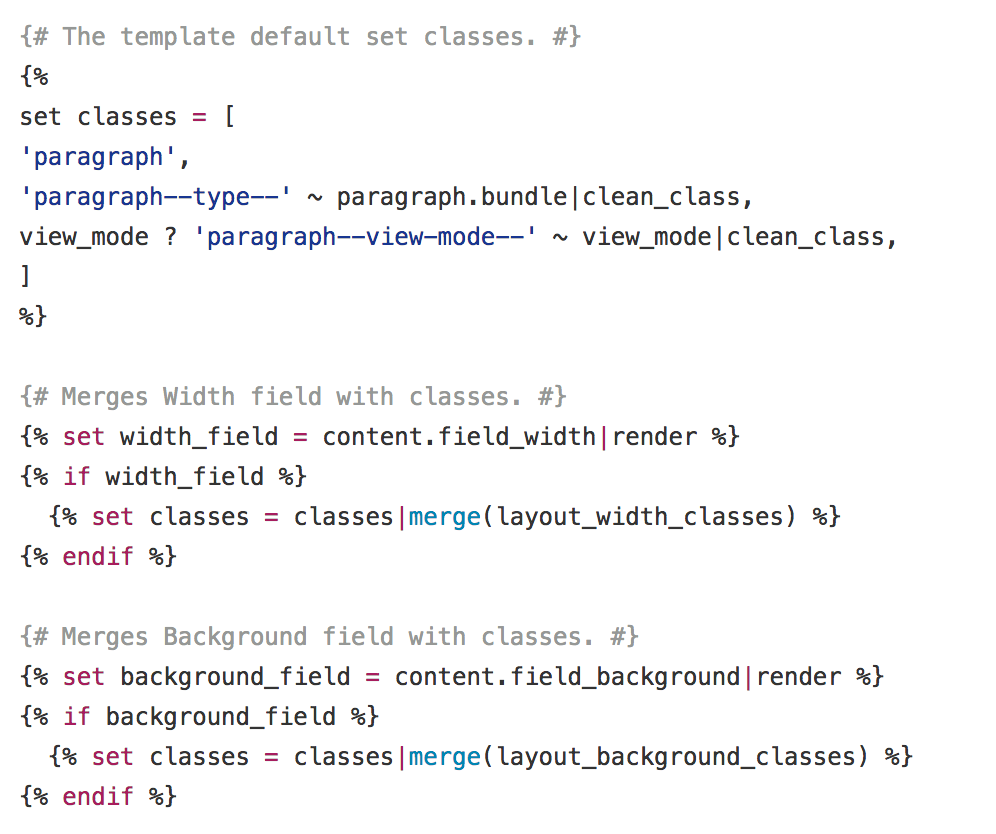 {# The template default set classes. #}
{%
set classes = [
'paragraph',
'paragraph--type--' ~ paragraph.bundle|clean_class,
view_mode ? 'paragraph--view-mode--' ~ view_mode|clean_class,
]
%}
{# Merges Width field with classes. #}
{% set width_field = content.field_width|render %}
{% if width_field %}
{% set classes = classes|merge(layout_width_classes) %}
{% endif %}
{# Merges Background field with classes. #}
{% set background_field = content.field_background|render %}
{% if background_field %}
{% set classes = classes|merge(layout_background_classes) %}
{% endif %}